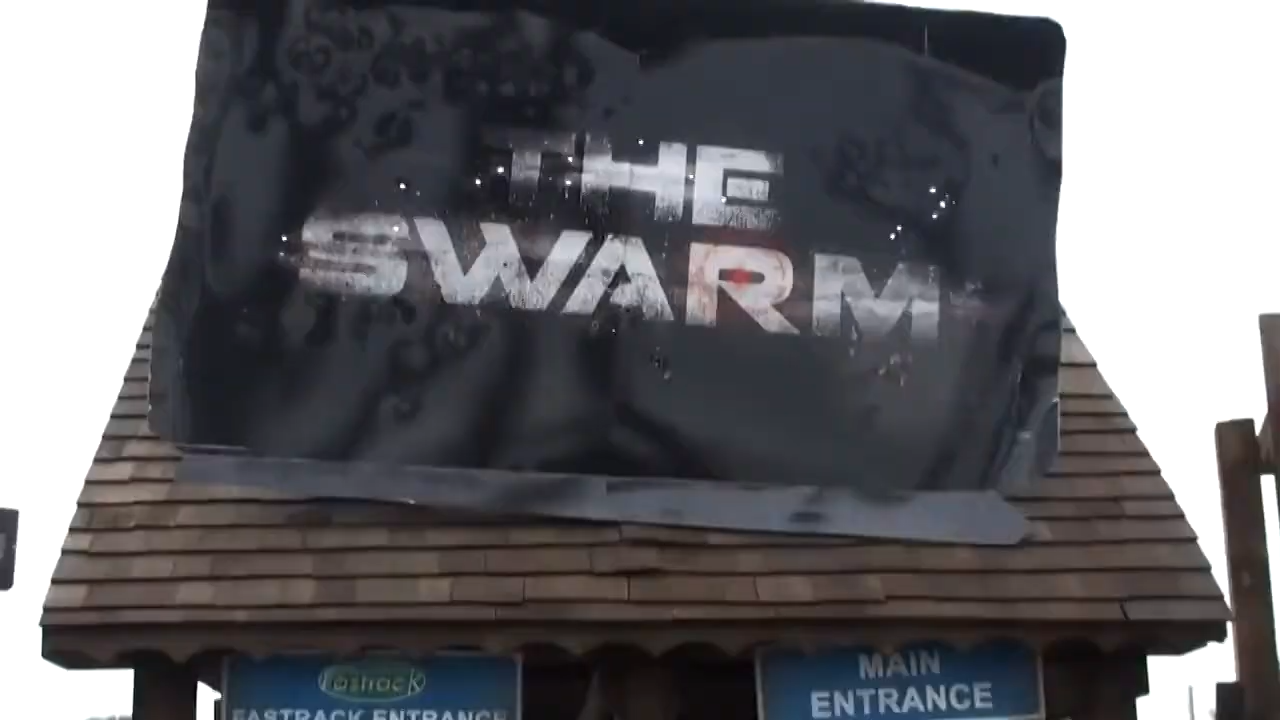 THE
SWARM
Fastrack
FASTRACK ENTRANCE
MAIN
ENTRANCE